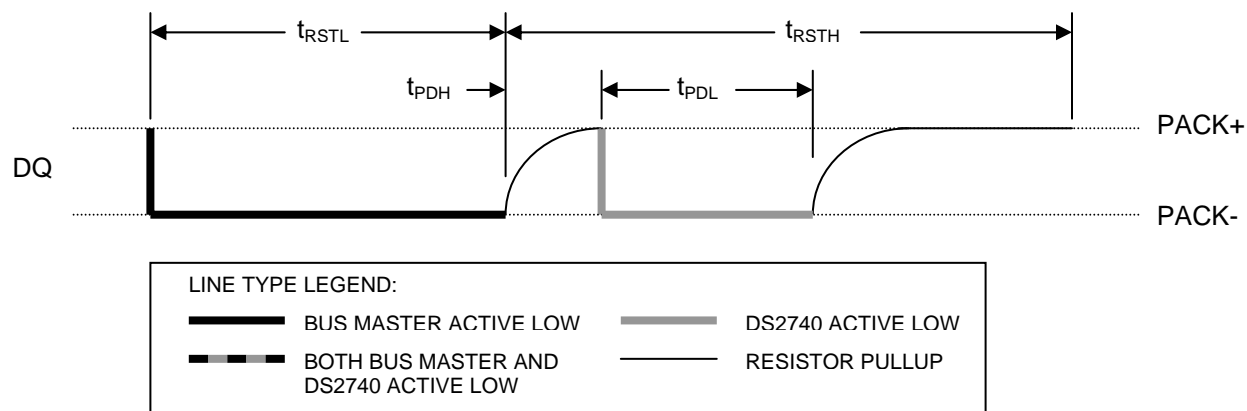 tRSTL
tRSTH
tPDH
tPDL
PACK+
DQ
PACK-
LINE TYPE LEGEND:
BUS MASTER ACTIVE LOW
DS2740 ACTIVE LOW
BOTH BUS MASTER AND
DS2740 ACTIVE LOW
RESISTOR PULLUP